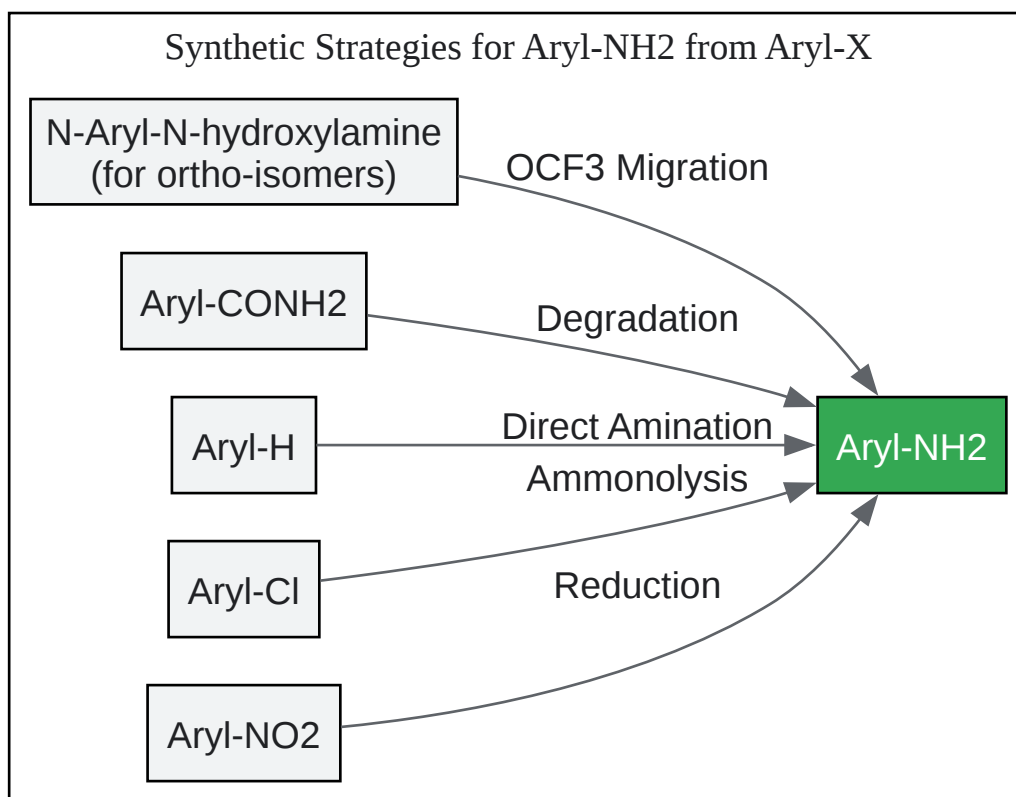 Synthetic Strategies for Aryl-NH2 from Aryl-X
N-Aryl-N-hydroxylamine
(for ortho-isomers)
OCF3 Migration
Aryl-CONH2
Degradation
Aryl-H
Direct Amination
Aryl-NH2
Ammonolysis
Aryl-Cl
Reduction
Aryl-NO2